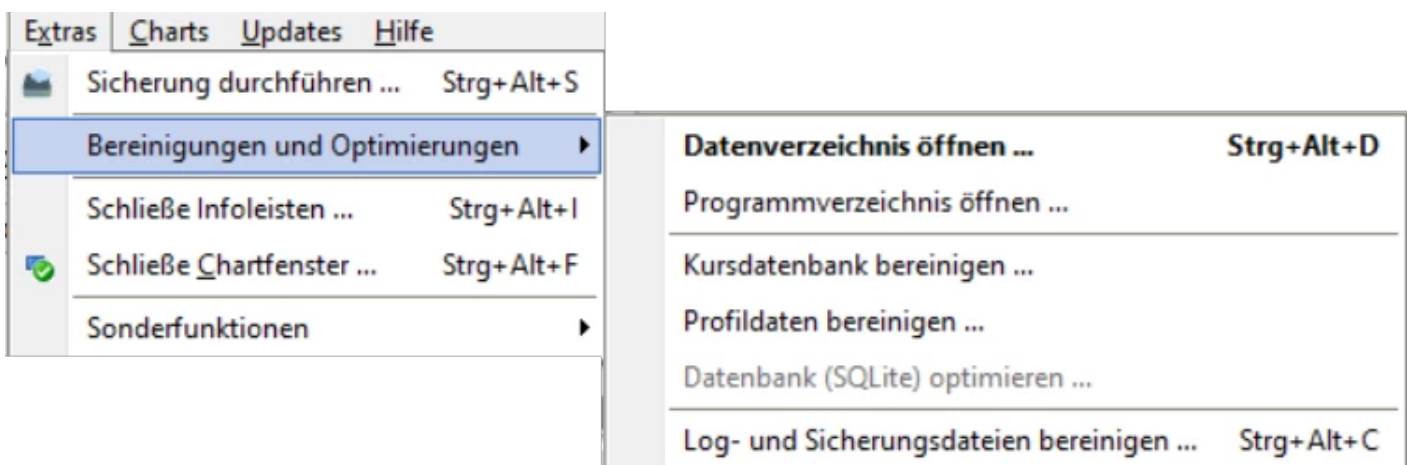 Extras Charts Updates Hilfe
Sicherung durchführen ... Strg+Alt+S
Bereinigungen und Optimierungen
Schließe Infoleisten ... Strg+Alt+I
Schließe Chartfenster ... Strg+Alt+F
Sonderfunktionen
Datenverzeichnis öffnen ... Strg+Alt+D
Programmverzeichnis öffnen ...
Kursdatenbank bereinigen ...
Profildaten bereinigen ...
Datenbank (SQLite) optimieren ...
Log- und Sicherungsdateien bereinigen ... Strg+Alt+C